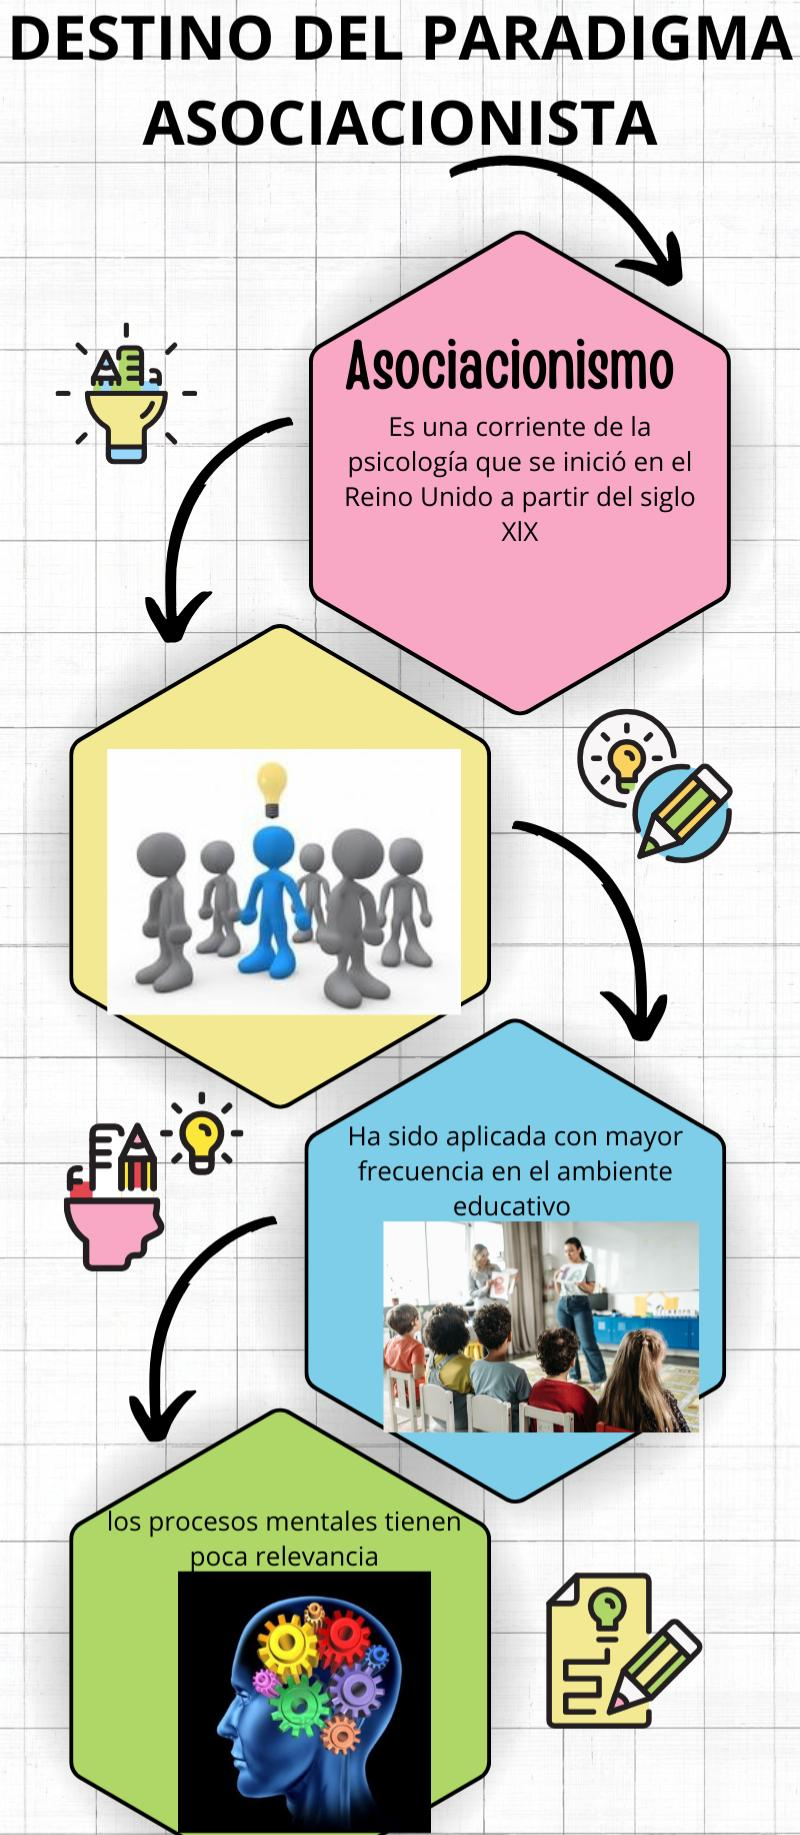 DESTINO DEL PARADIGMA
ASOCIACIONISTA
Asociacionismo
Es una corriente de la
psicología que se inició en el
Reino Unido a partir del siglo
XlX
Ha sido aplicada con mayor
frecuencia en el ambiente
educativo
los procesos mentales tienen
poca relevancia